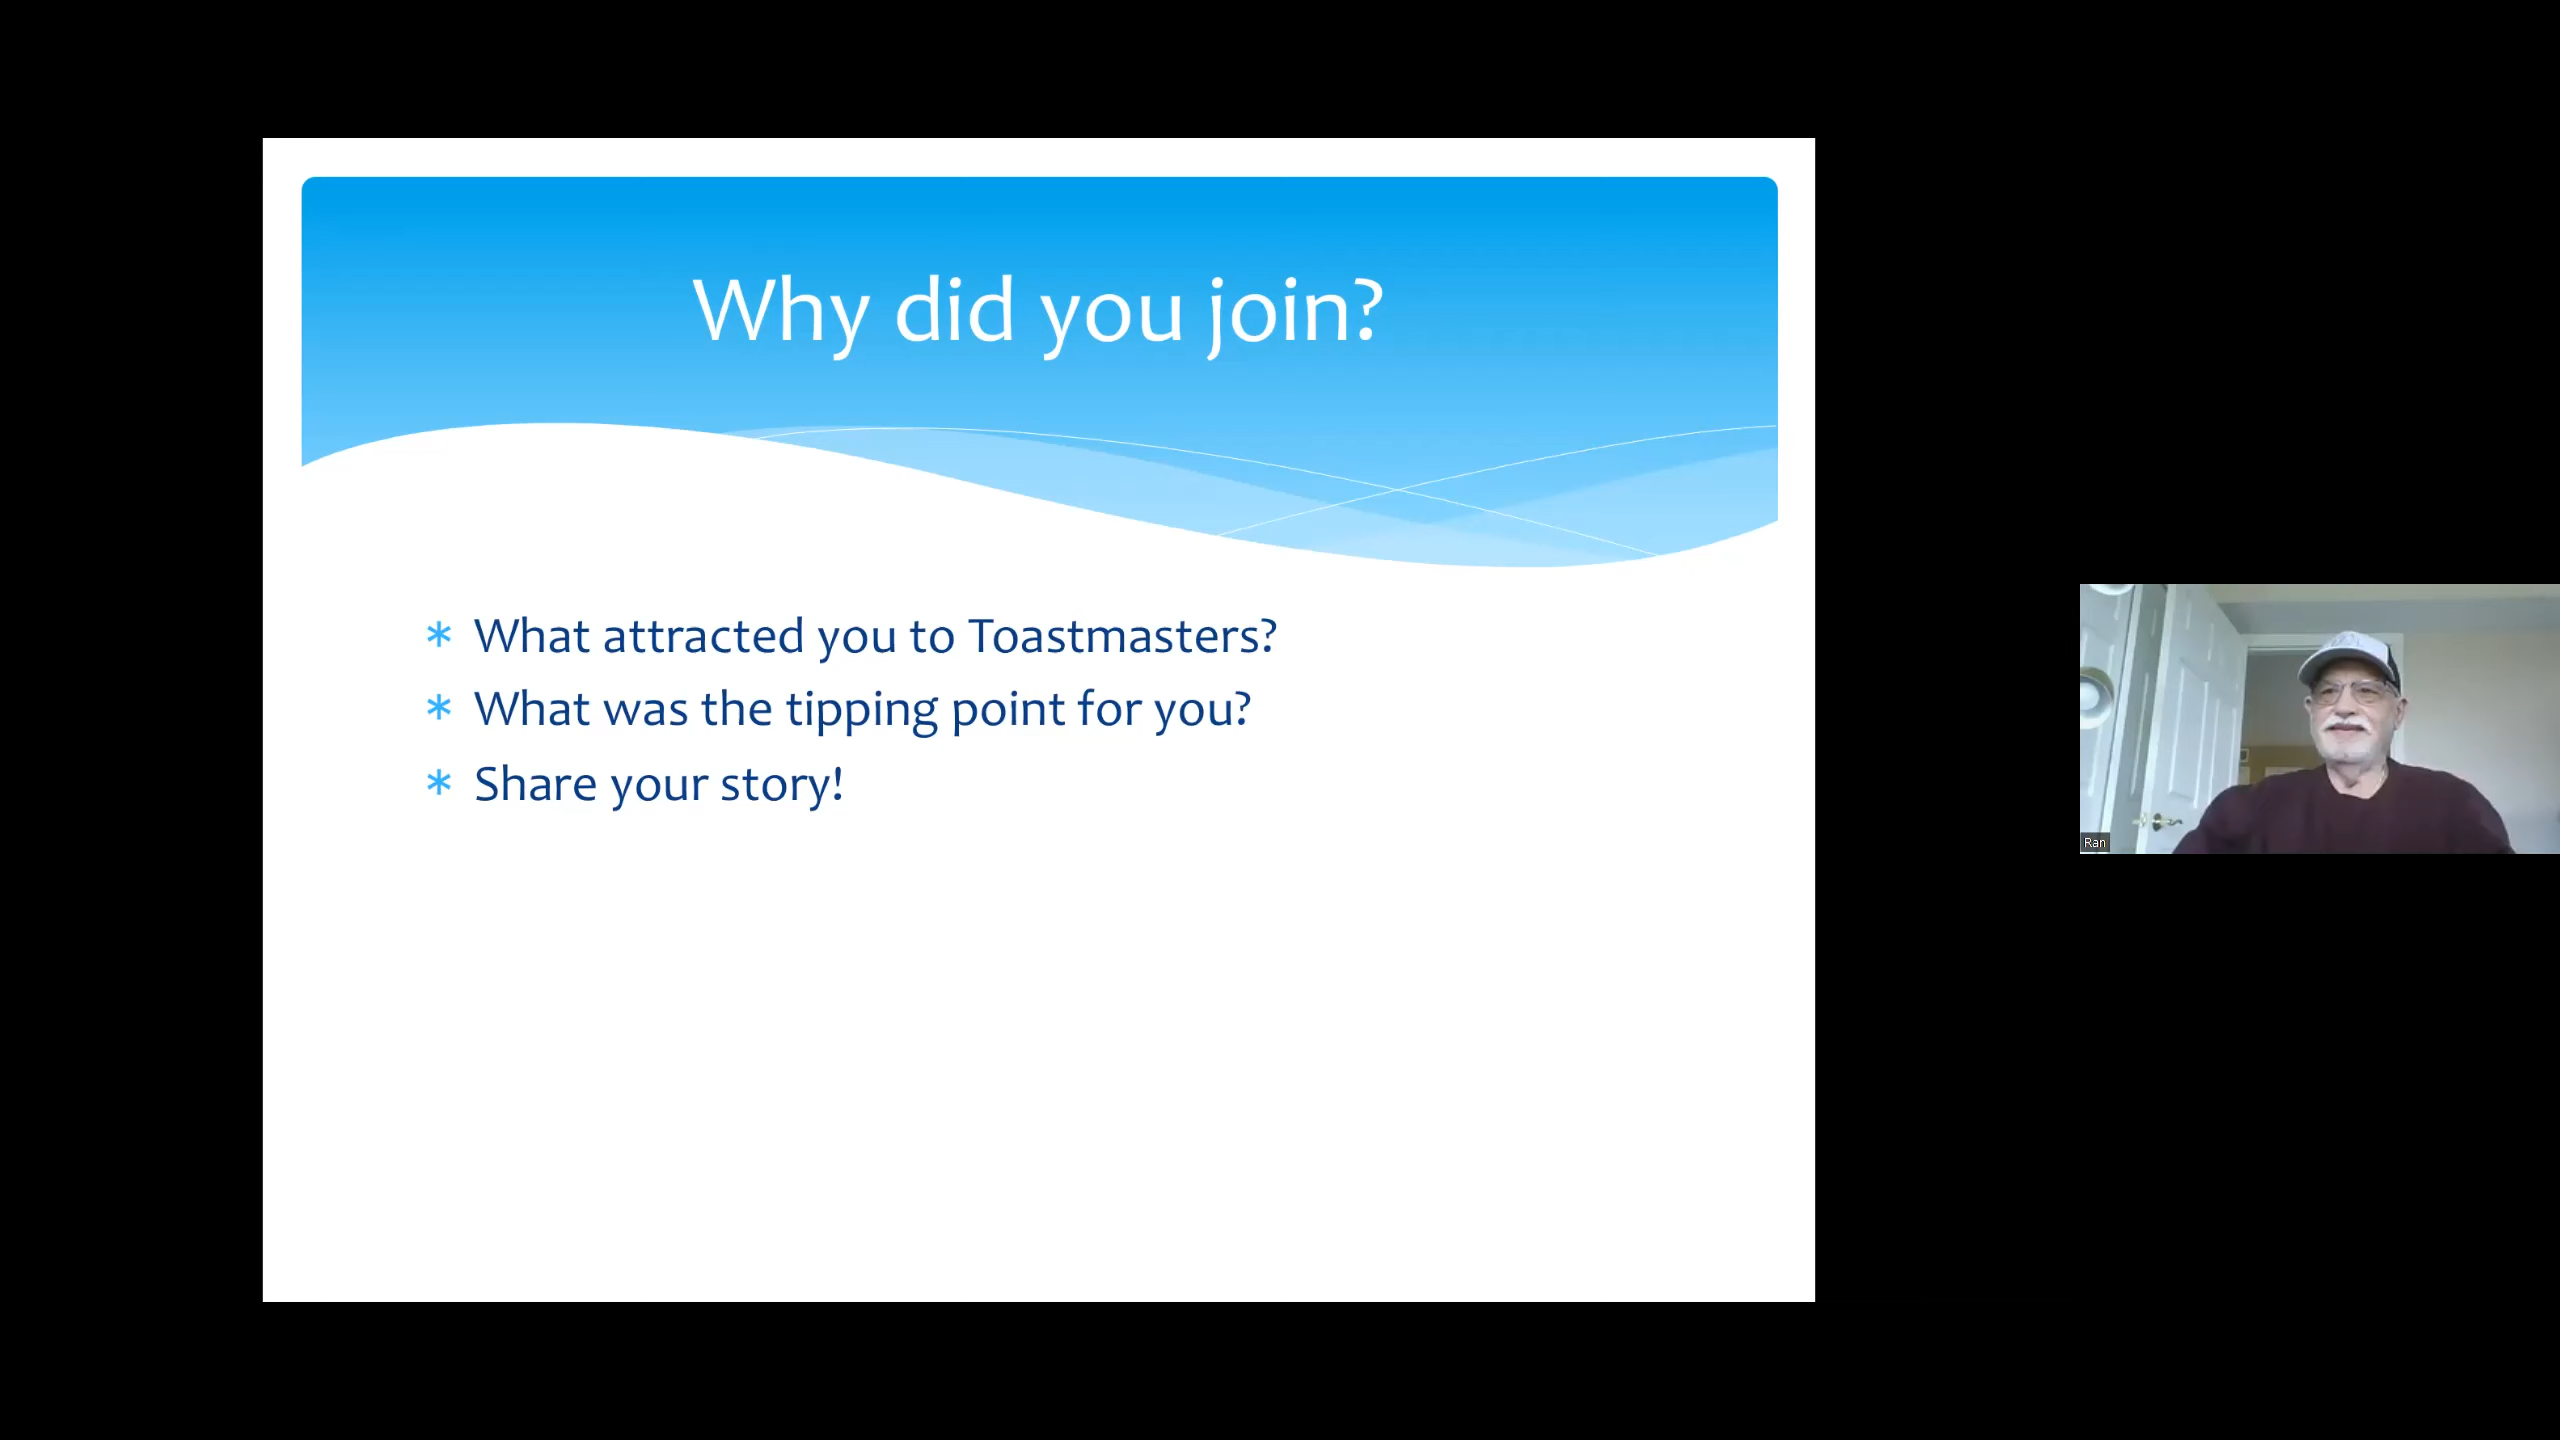 Why did you join?
* What attracted you to Toastmasters?
* What was the tipping point for you?
* Share your story!
Ran